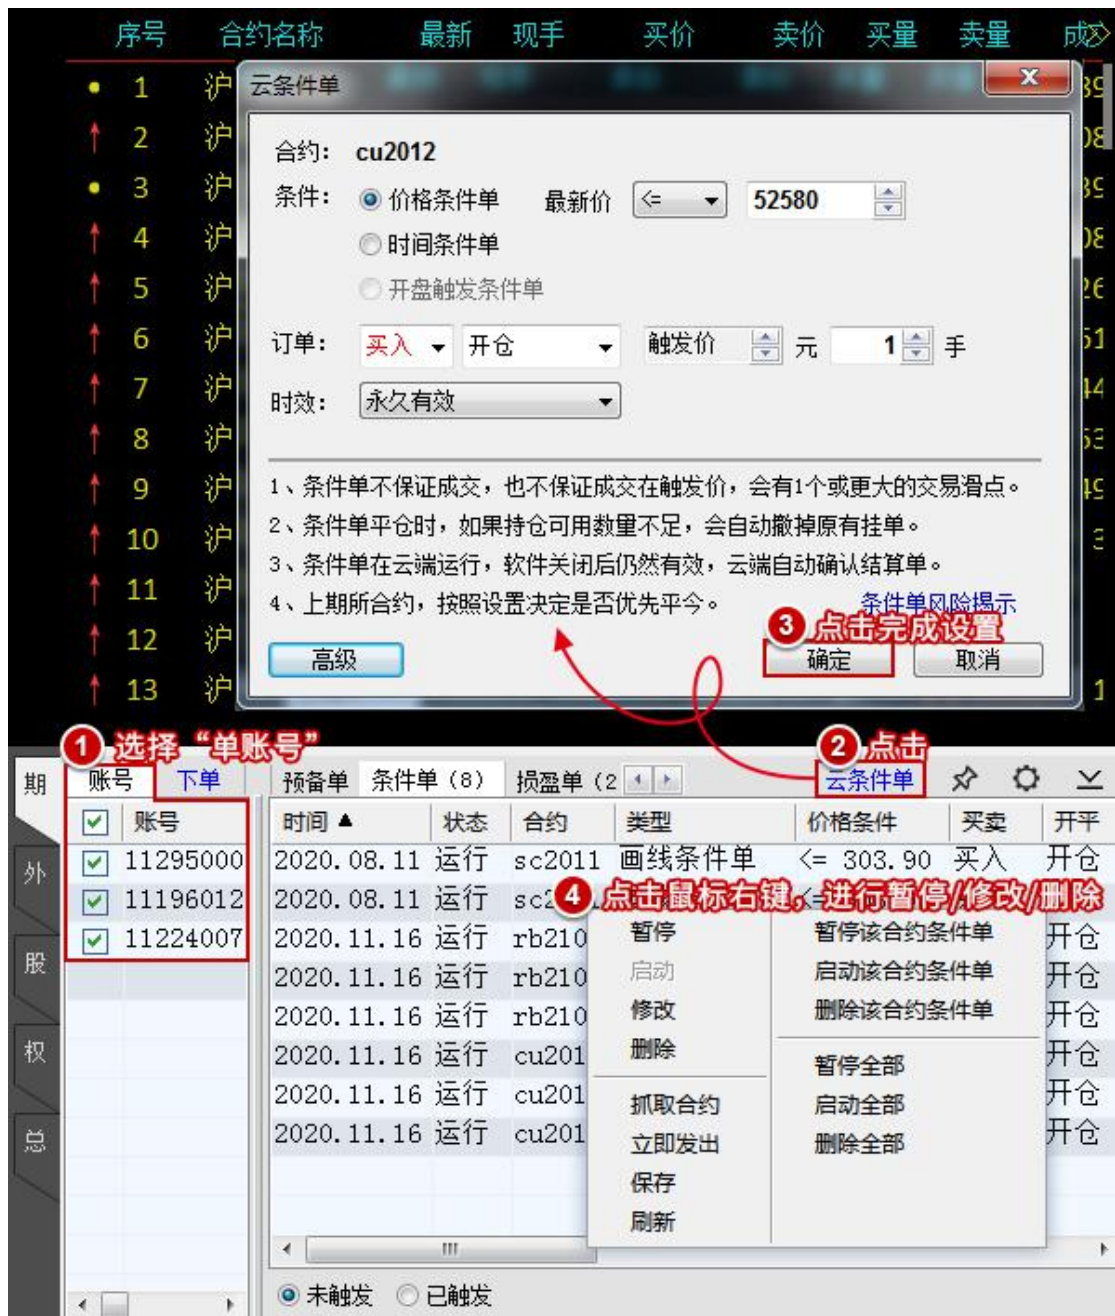 序号 合约名称 最新 现手 买价 卖价 买量 卖量
1 沪
2 沪
3 沪
4 沪
5 沪
6 沪
7 沪
8 沪
9 沪
10 沪
11 沪
12 沪
13 沪
云条件单
合约: cu2012
条件: 价格条件单 最新价 <= 52580
时间条件单
开盘触发条件单
订单: 买入 开仓 触发价 元 1 手
时效: 永久有效
1、条件单不保证成交，也不保证成交在触发价，会有1个或更大的交易滑点。
2、条件单平仓时，如果持仓可用数量不足，会自动撤掉原有挂单。
3、条件单在云端运行，软件关闭后仍然有效，云端自动确认结算单。
4、上期所合约，按照设置决定是否优先平今。 条件单风险揭示
3 点击完成设置
高级 确定 取消
1 选择“单账号” 2 点击
期 账号 下单 预备单 条件单 (8) 损盈单 (2 云条件单
账号 时间 ▲ 状态 合约 类型 价格条件 买卖 开平
外 11295000 2020.08.11 运行 sc2011 画线条件单 <= 303.90 买入 开仓
11196012 2020.08.11 运行 sc2
4 点击鼠标右键，进行暂停/修改/删除
股 11224007 2020.11.16 运行 rb210 开仓
2020.11.16 运行 rb210 开仓
2020.11.16 运行 rb210 开仓
权 2020.11.16 运行 cu201 开仓
2020.11.16 运行 cu201 开仓
总 2020.11.16 运行 cu201 开仓
暂停 暂停该合约条件单
启动 启动该合约条件单
修改 删除该合约条件单
删除 暂停全部
抓取合约 启动全部
立即发出 删除全部
保存
刷新
未触发 已触发